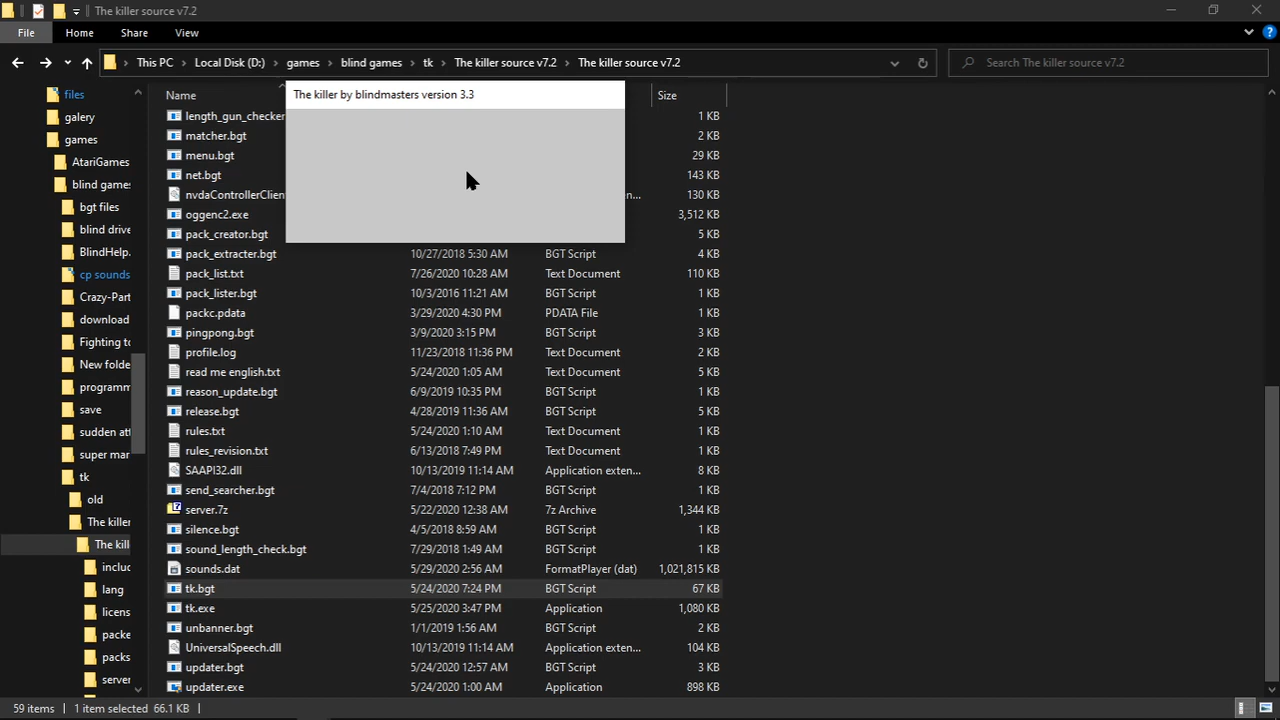 The killer source v7.2
File Home Share View
This PC Local Disk (D:) games blind games tk The killer source v7.2 The killer source v7.2 Search The killer source v7.2
files
galery
games
AtariGames
blind games
bgt files
blind drive
BlindHelp.
cp sounds
Crazy-Part
download
Fighting to
New folde
programm
save
sudden att
super mar
tk
old
The killer
The kill
includ
lang
licens
packe
packs
server
Name Size
The killer by blindmasters version 3.3
length_gun_checker 1 KB
matcher.bgt 2 KB
menu.bgt 29 KB
net.bgt 143 KB
nvdaControllerClien n... 130 KB
oggenc2.exe 3,512 KB
pack_creator.bgt 5 KB
pack_extracter.bgt 10/27/2018 5:30 AM BGT Script 4 KB
pack_list.txt 7/26/2020 10:28 AM Text Document 110 KB
pack_lister.bgt 10/3/2016 11:21 AM BGT Script 1 KB
packc.pdata 3/29/2020 4:30 PM PDATA File 1 KB
pingpong.bgt 3/9/2020 3:15 PM BGT Script 3 KB
profile.log 11/23/2018 11:36 PM Text Document 2 KB
read me english.txt 5/24/2020 1:05 AM Text Document 5 KB
reason_update.bgt 6/9/2019 10:35 PM BGT Script 1 KB
release.bgt 4/28/2019 11:36 AM BGT Script 5 KB
rules.txt 5/24/2020 1:10 AM Text Document 5 KB
rules_revision.txt 6/13/2018 7:49 PM Text Document 1 KB
SAAPI32.dll 10/13/2019 11:14 AM Application exten... 8 KB
send_searcher.bgt 7/4/2018 7:12 PM BGT Script 1 KB
server.7z 5/22/2020 12:38 AM 7z Archive 1,344 KB
silence.bgt 4/5/2018 8:59 AM BGT Script 1 KB
sound_length_check.bgt 7/29/2018 1:49 AM BGT Script 1 KB
sounds.dat 5/29/2020 2:56 AM FormatPlayer (dat) 1,021,815 KB
tk.bgt 5/24/2020 7:24 PM BGT Script 67 KB
tk.exe 5/25/2020 3:47 PM Application 1,080 KB
unbanner.bgt 1/1/2019 1:56 AM BGT Script 2 KB
UniversalSpeech.dll 10/13/2019 11:14 AM Application exten... 104 KB
updater.bgt 5/24/2020 12:57 AM BGT Script 3 KB
updater.exe 5/24/2020 1:00 AM Application 898 KB
59 items 1 item selected 66.1 KB